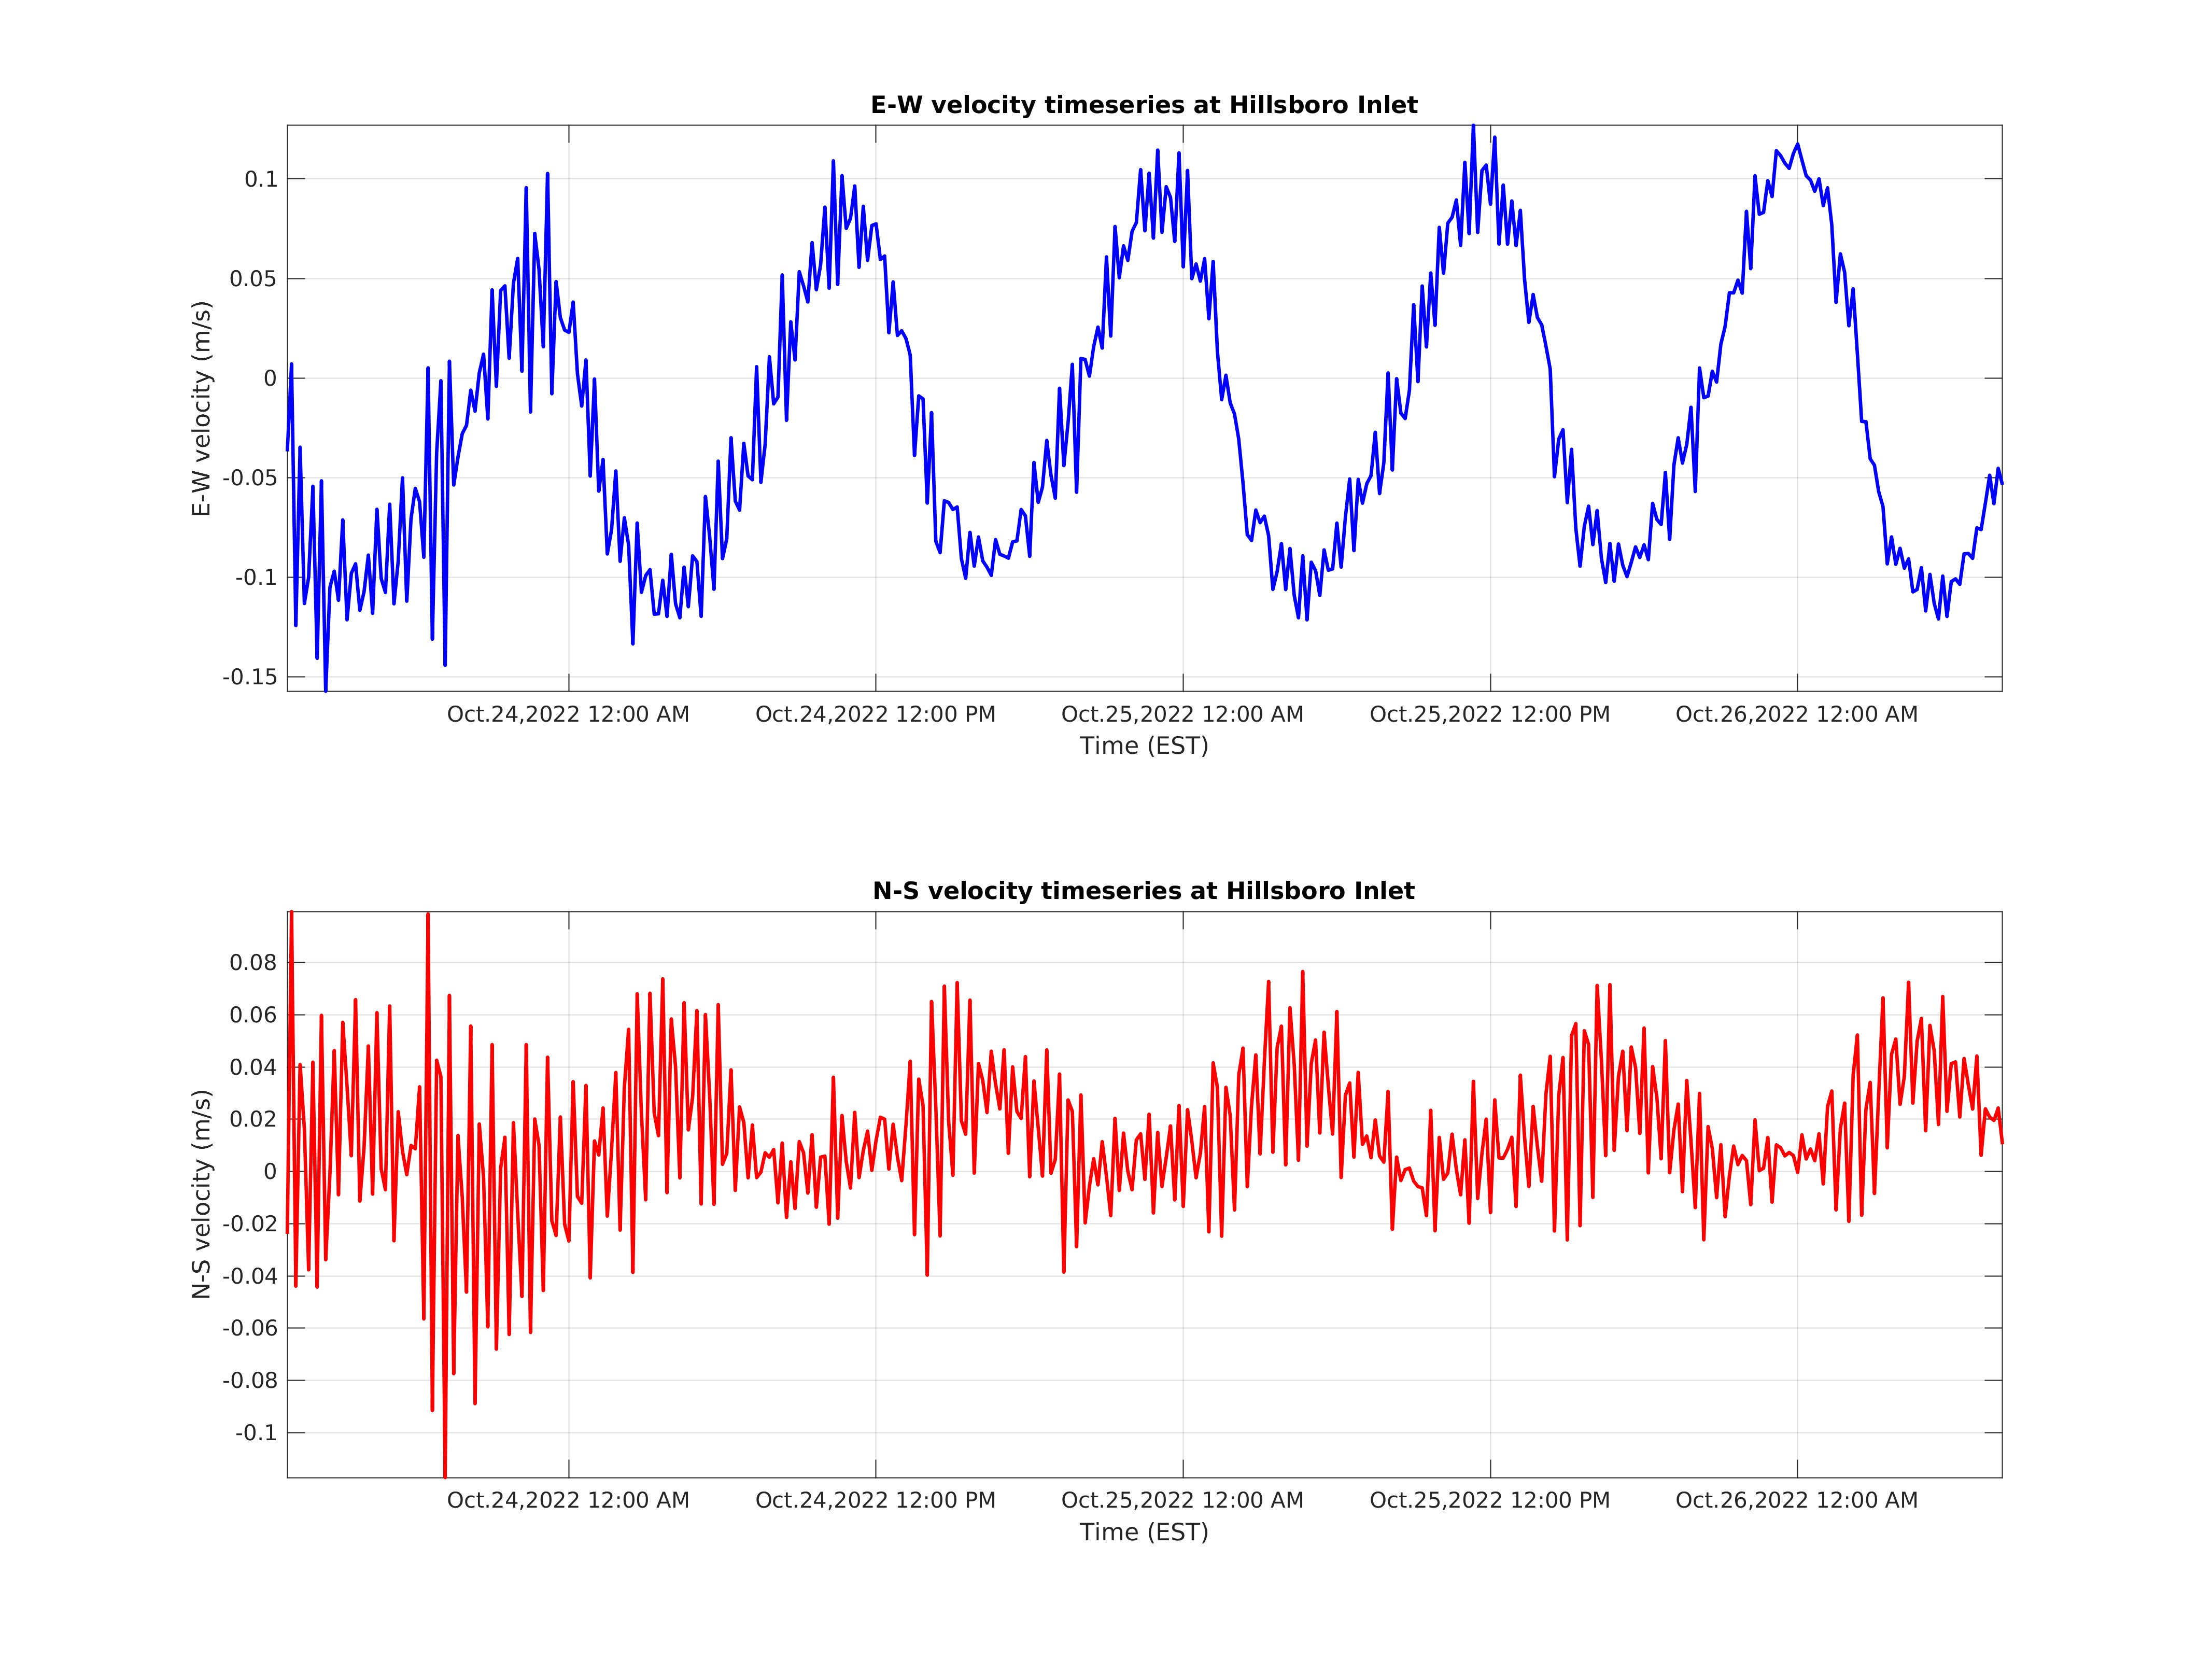 E-W velocity timeseries at Hillsboro Inlet
0.1
0.05
0
-0.05
-0.1
-0.15
E-W velocity (m/s)
Oct.24,2022 12:00 AM Oct.24,2022 12:00 PM Oct.25,2022 12:00 AM Oct.25,2022 12:00 PM Oct.26,2022 12:00 AM
Time (EST)
N-S velocity timeseries at Hillsboro Inlet
0.08
0.06
0.04
0.02
0
-0.02
-0.04
-0.06
-0.08
-0.1
N-S velocity (m/s)
Oct.24,2022 12:00 AM Oct.24,2022 12:00 PM Oct.25,2022 12:00 AM Oct.25,2022 12:00 PM Oct.26,2022 12:00 AM
Time (EST)